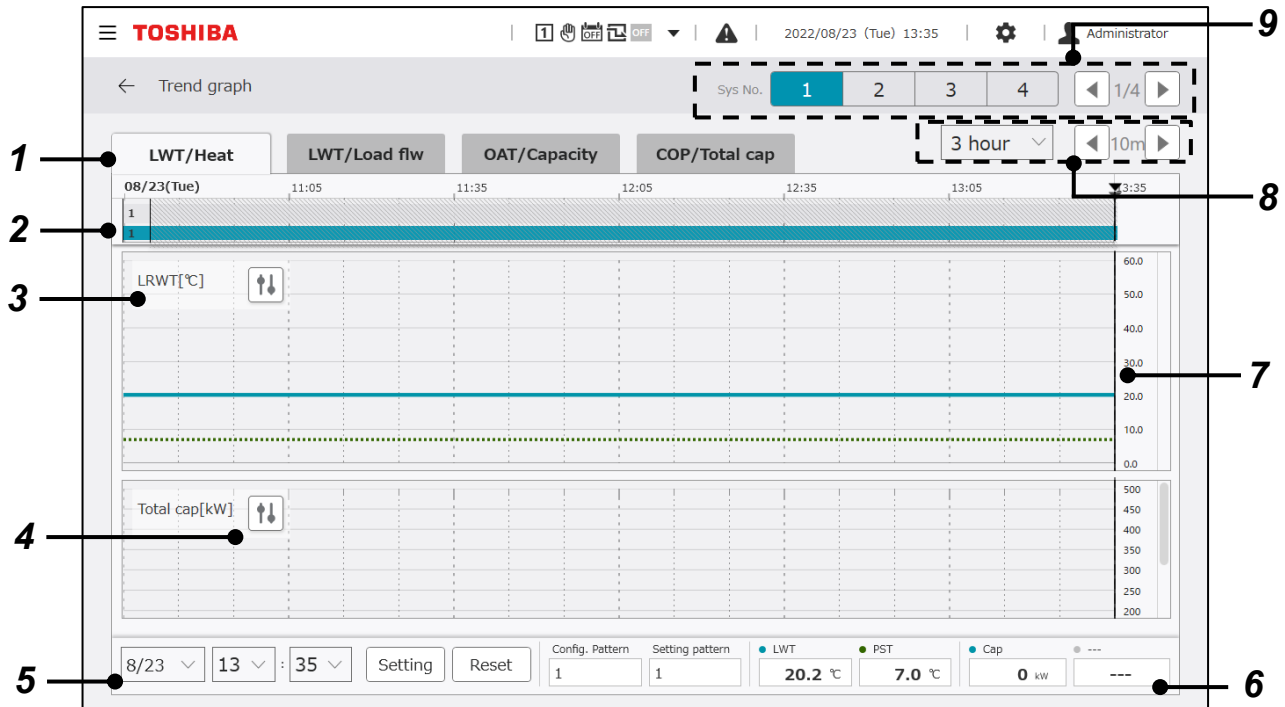 TOSHIBA
1 OFF OFF 2022/08/23 (Tue) 13:35 Administrator
9
Trend graph
Sys No. 1 2 3 4 1/4
1
LWT/Heat LWT/Load flw OAT/Capacity COP/Total cap
3 hour 10m
8
08/23(Tue) 11:05 11:35 12:05 12:35 13:05 3:35
2
1
1
3
LRWT[℃]
60.0
50.0
40.0
30.0
20.0
10.0
0.0
7
4
Total cap[kW]
500
450
400
350
300
250
200
5
8/23 13 : 35 Setting Reset
Config. Pattern Setting pattern LWT PST Cap ---
1 1 20.2 ℃ 7.0 ℃ 0 kW ---
6